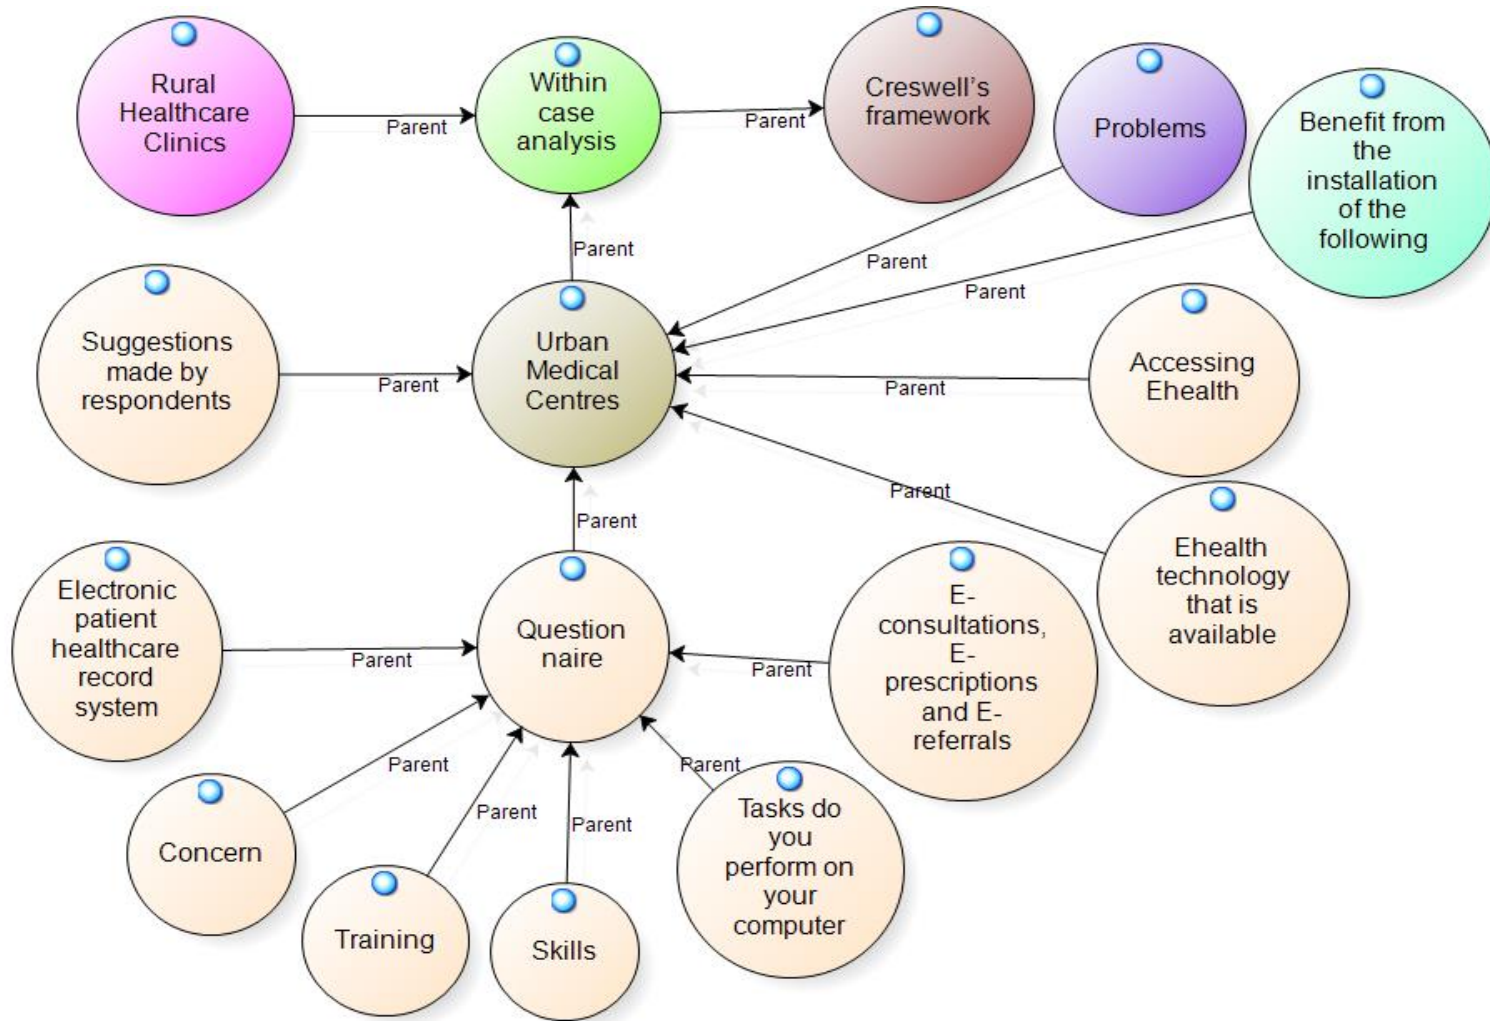 Rural
Healthcare
Clinics
Parent
Within
case
analysis
Parent
Creswell's
framework
Problems
Benefit from
the
installation
of the
following
Parent
Parent
Parent
Suggestions
made by
respondents
Parent
Urban
Medical
Centres
Parent
Accessing
Ehealth
Parent
Ehealth
technology
that is
available
Parent
Electronic
patient
healthcare
record
system
Parent
Question
naire
Parent
E-
consultations,
E-
prescriptions
and E-
referrals
Parent
Parent
Parent
Parent
Concern
Training
Skills
Tasks do
you
perform on
your
computer